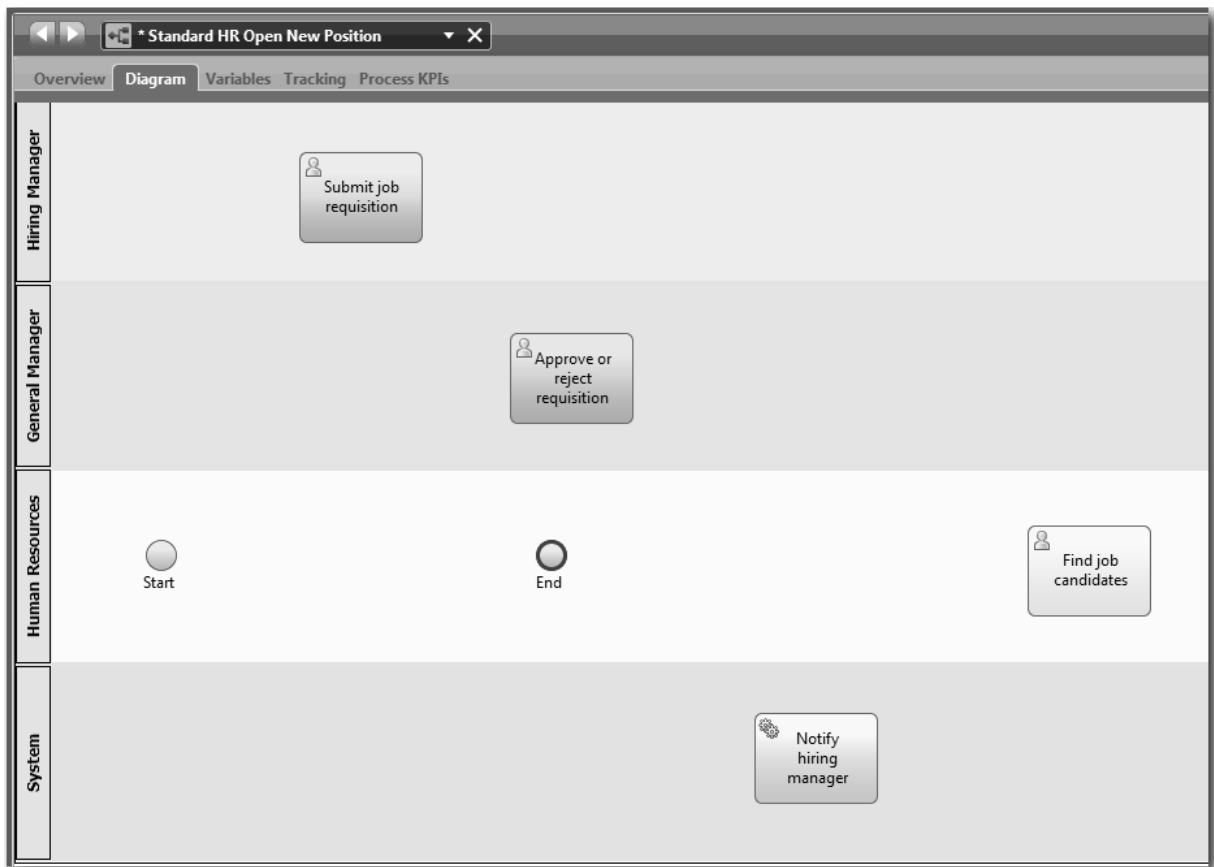 * Standard HR Open New Position
Overview Diagram Variables Tracking Process KPIs
Hiring Manager
Submit job
requisition
General Manager
Approve or
reject
requisition
Human Resources
Start
End
Find job
candidates
System
Notify
hiring
manager